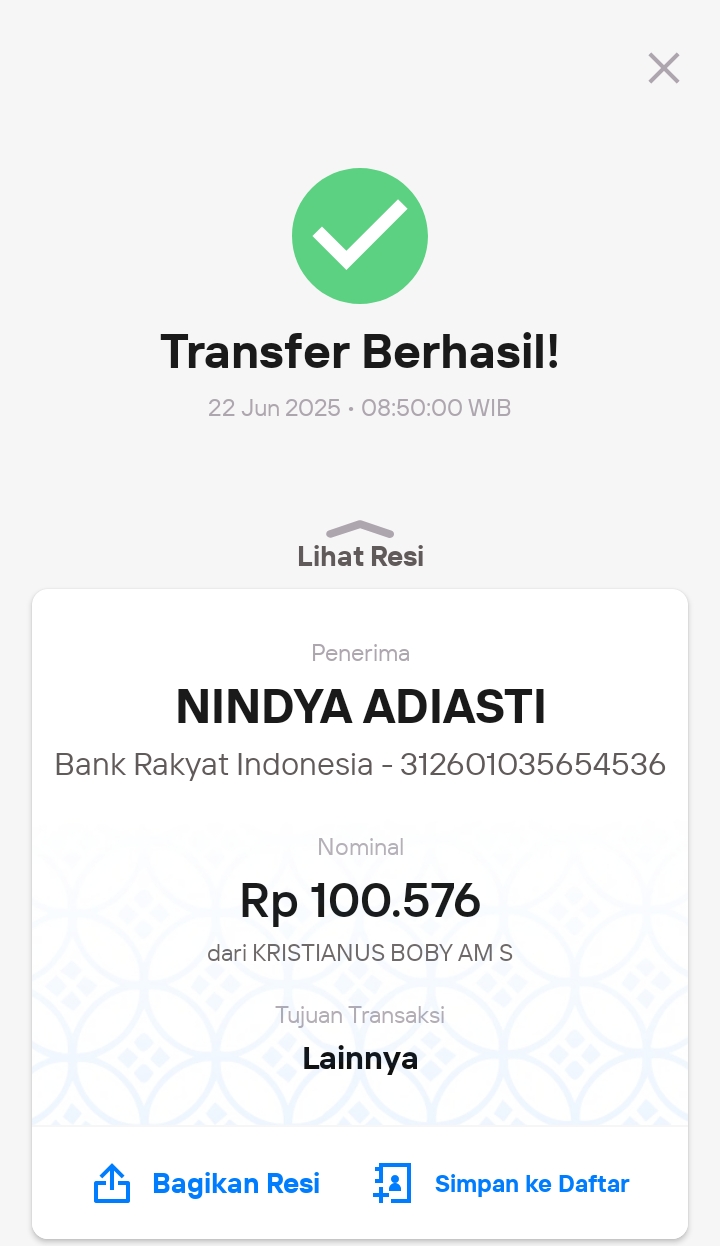 Transfer Berhasil!
22 Jun 2025 • 08:50:00 WIB
Lihat Resi
Penerima
NINDYA ADIASTI
Bank Rakyat Indonesia - 312601035654536
Nominal
Rp 100.576
dari KRISTIANUS BOBY AM S
Tujuan Transaksi
Lainnya
Bagikan Resi
Simpan ke Daftar